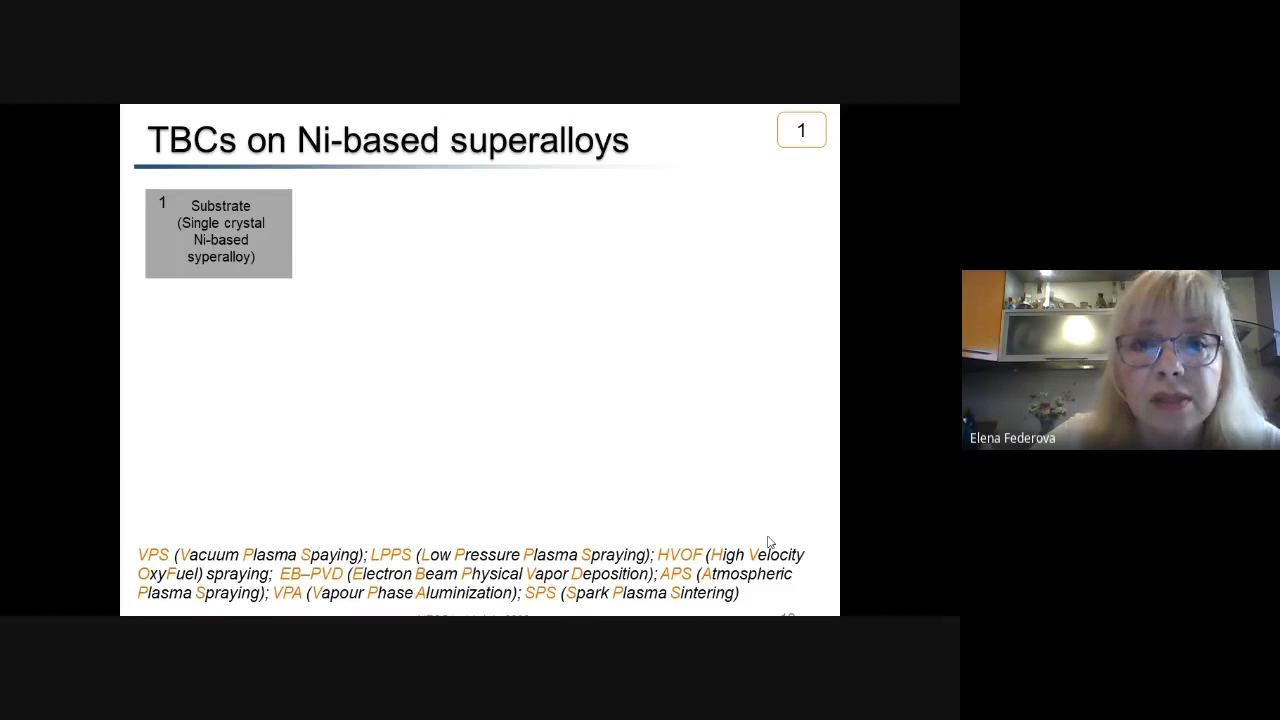 TBCs on Ni-based superalloys
1
1 Substrate
(Single crystal
Ni-based
syperalloy)
VPS (Vacuum Plasma Spaying); LPPS (Low Pressure Plasma Spraying); HVOF (High Velocity
OxyFuel) spraying; EB–PVD (Electron Beam Physical Vapor Deposition); APS (Atmospheric
Plasma Spraying); VPA (Vapour Phase Aluminization); SPS (Spark Plasma Sintering)
Elena Federova